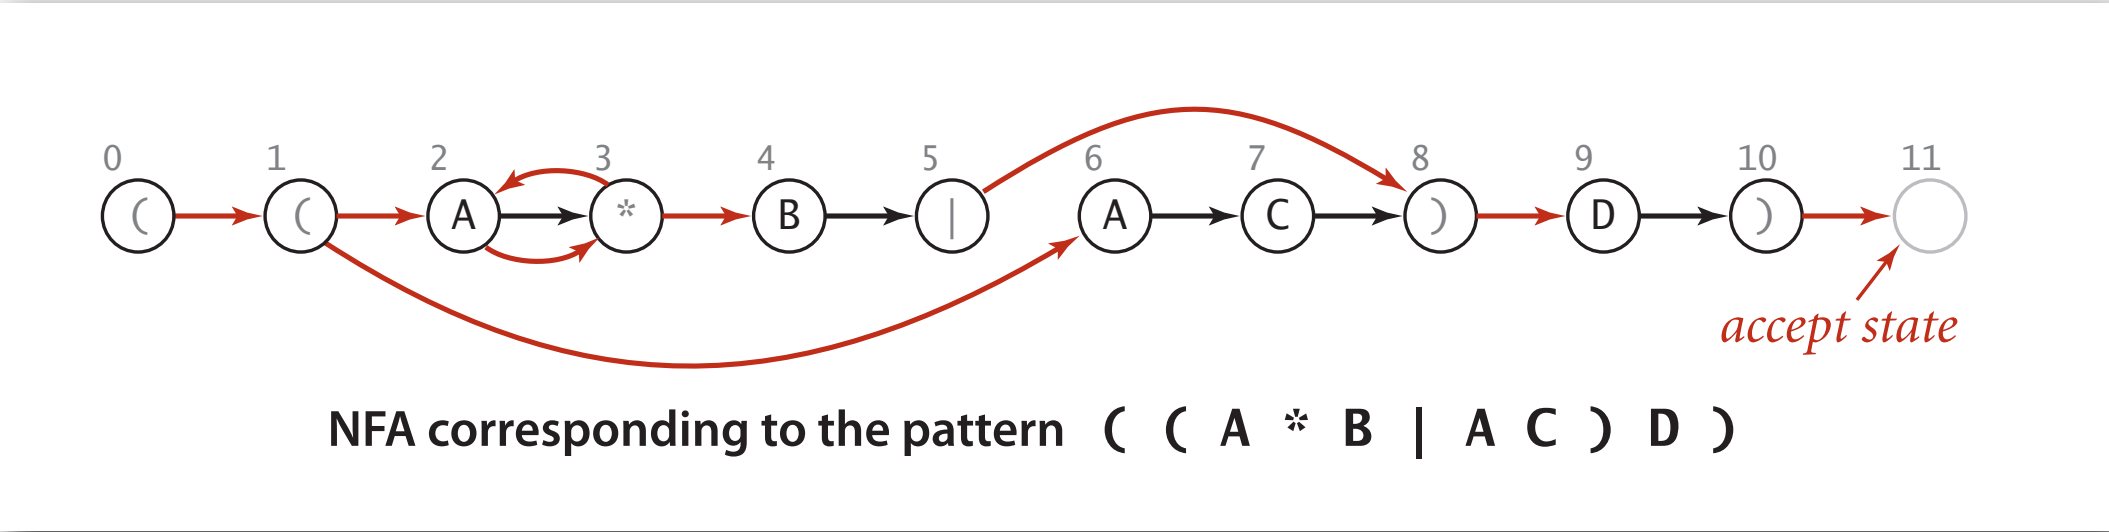 0 1 2 3 4 5 6 7 8 9 10 11
( ( A * B | A C ) D )
accept state
NFA corresponding to the pattern ( ( A * B | A C ) D )